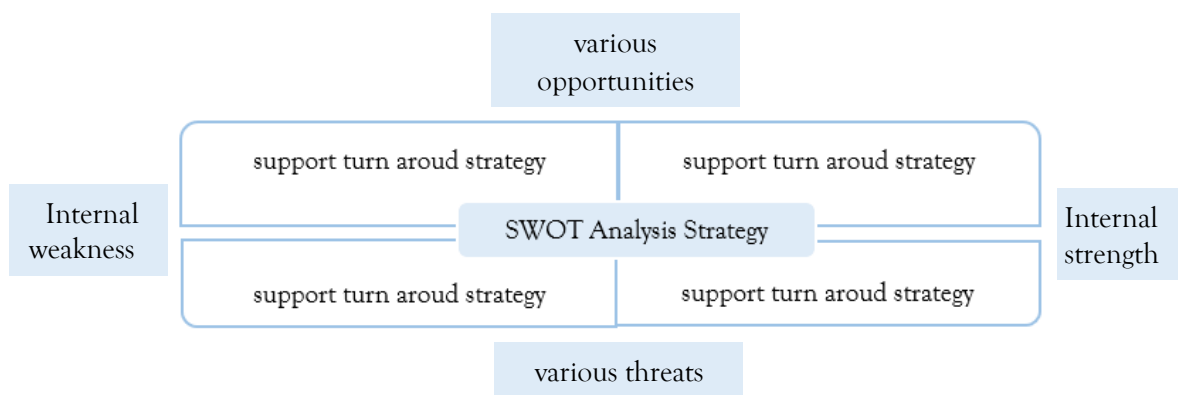 various
opportunities
support turn aroud strategy
support turn aroud strategy
Internal
weakness
SWOT Analysis Strategy
Internal
strength
support turn aroud strategy
support turn aroud strategy
various threats